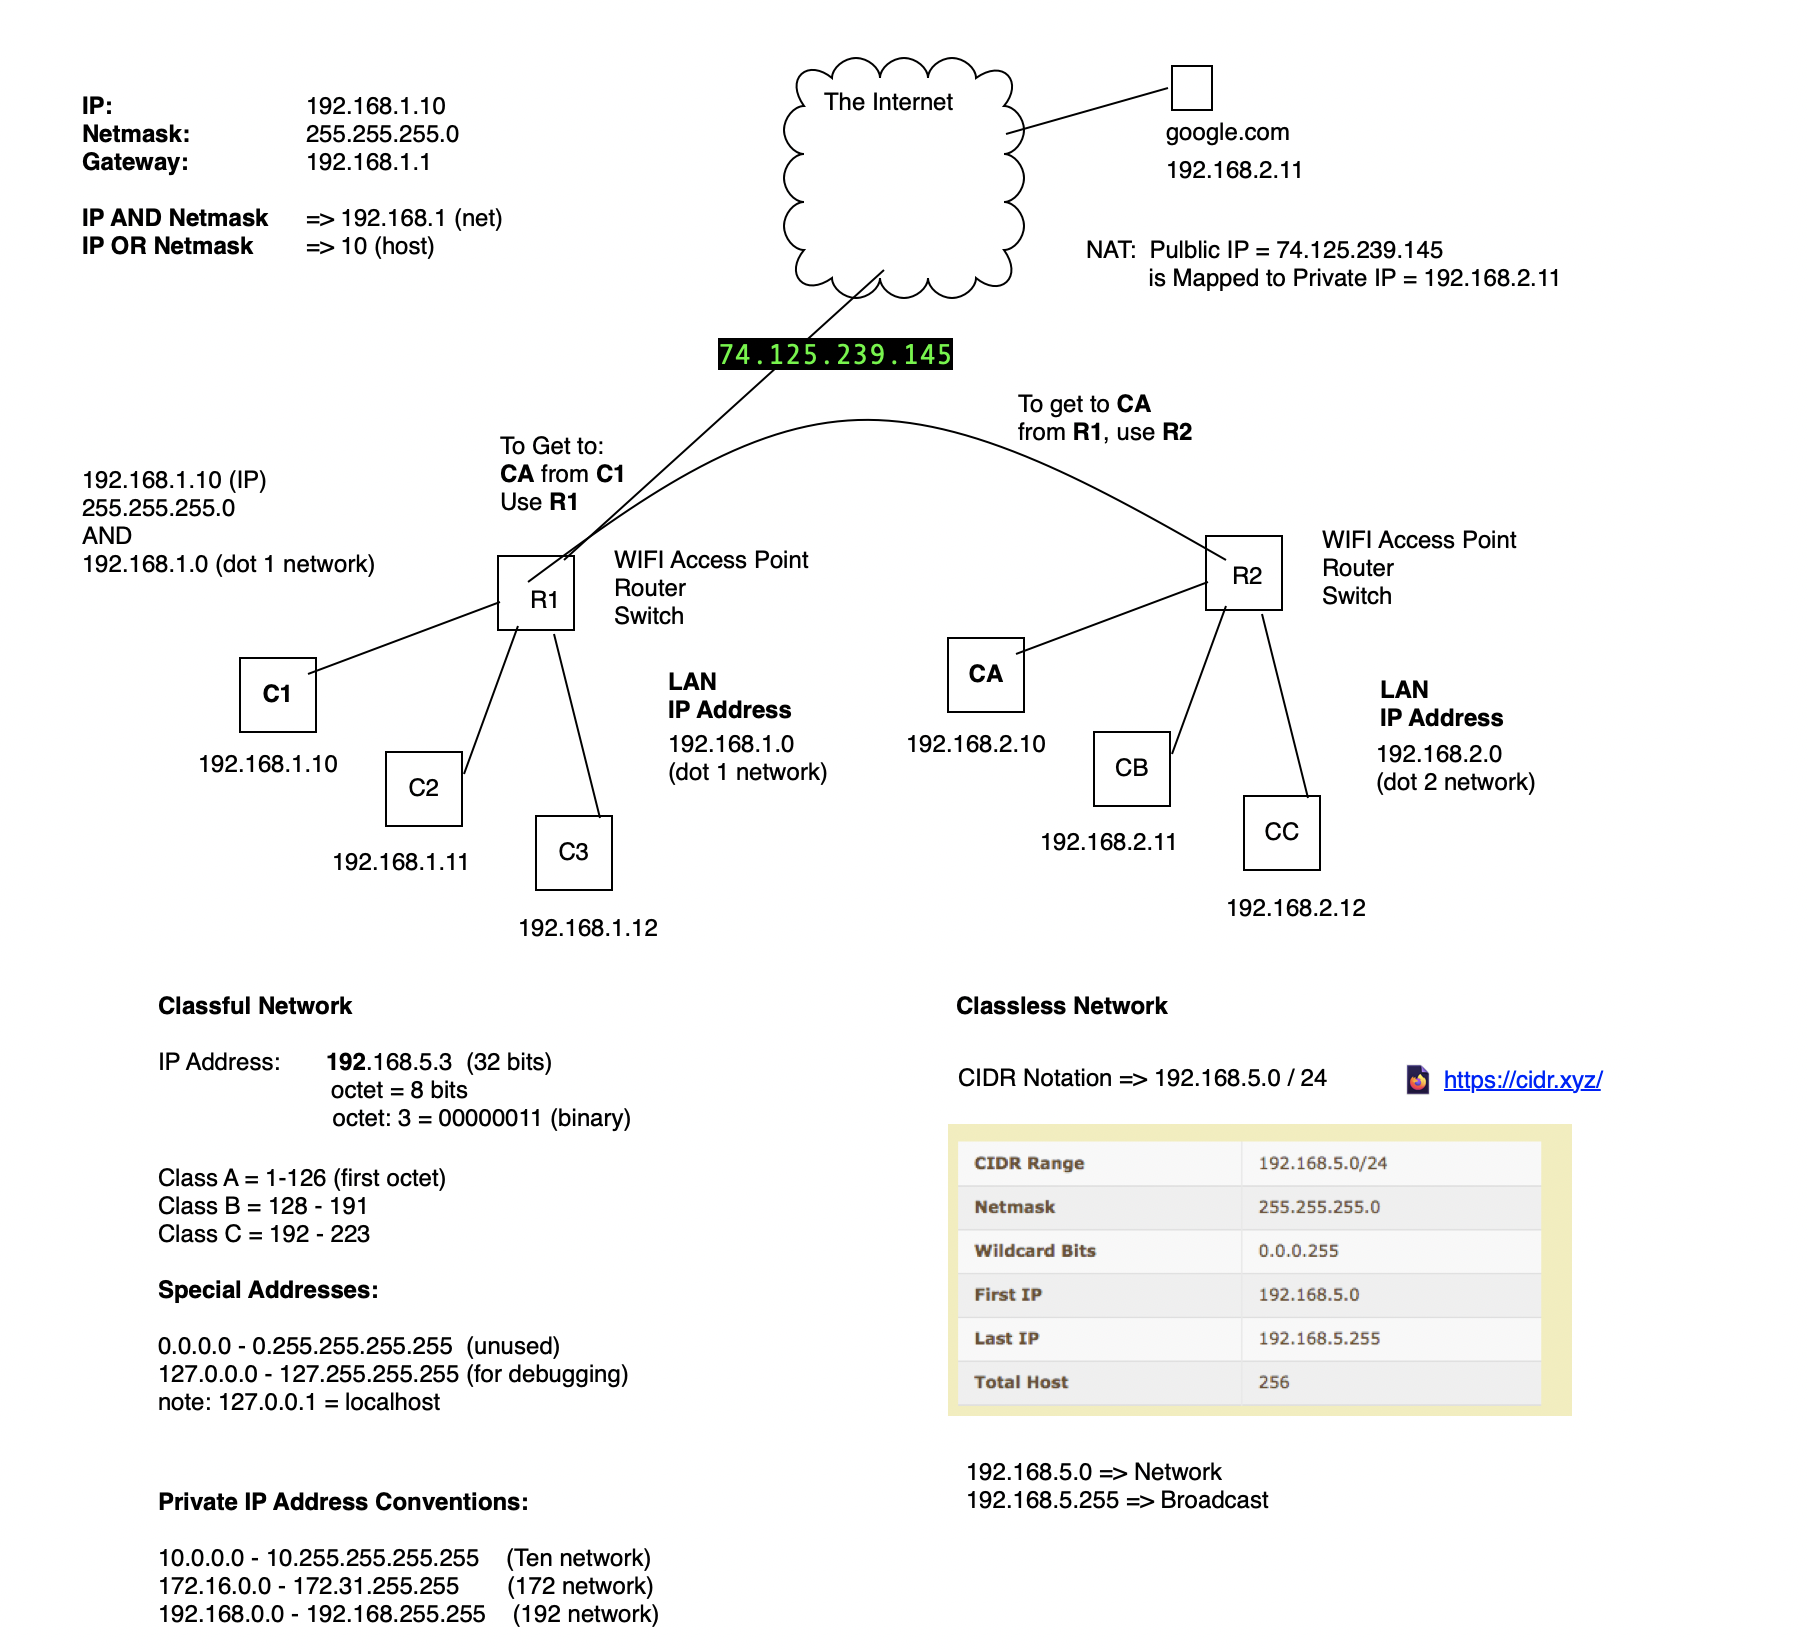 The Internet
google.com
192.168.2.11
IP: 192.168.1.10
Netmask: 255.255.255.0
Gateway: 192.168.1.1
IP AND Netmask => 192.168.1 (net)
IP OR Netmask => 10 (host)
NAT: Pulblic IP = 74.125.239.145
is Mapped to Private IP = 192.168.2.11
74.125.239.145
To get to CA
from R1, use R2
To Get to:
CA from C1
Use R1
192.168.1.10 (IP)
255.255.255.0
AND
192.168.1.0 (dot 1 network)
R1
WIFI Access Point
Router
Switch
R2
WIFI Access Point
Router
Switch
C1
192.168.1.10
C2
192.168.1.11
C3
192.168.1.12
LAN
IP Address
192.168.1.0
(dot 1 network)
CA
192.168.2.10
CB
192.168.2.11
CC
192.168.2.12
LAN
IP Address
192.168.2.0
(dot 2 network)
Classful Network
IP Address: 192.168.5.3 (32 bits)
octet = 8 bits
octet: 3 = 00000011 (binary)
Class A = 1-126 (first octet)
Class B = 128 - 191
Class C = 192 - 223
Special Addresses:
0.0.0.0 - 0.255.255.255.255 (unused)
127.0.0.0 - 127.255.255.255 (for debugging)
note: 127.0.0.1 = localhost
Private IP Address Conventions:
10.0.0.0 - 10.255.255.255.255 (Ten network)
172.16.0.0 - 172.31.255.255 (172 network)
192.168.0.0 - 192.168.255.255 (192 network)
Classless Network
CIDR Notation => 192.168.5.0 / 24
https://cidr.xyz/
CIDR Range 192.168.5.0/24
Netmask 255.255.255.0
Wildcard Bits 0.0.0.255
First IP 192.168.5.0
Last IP 192.168.5.255
Total Host 256
192.168.5.0 => Network
192.168.5.255 => Broadcast